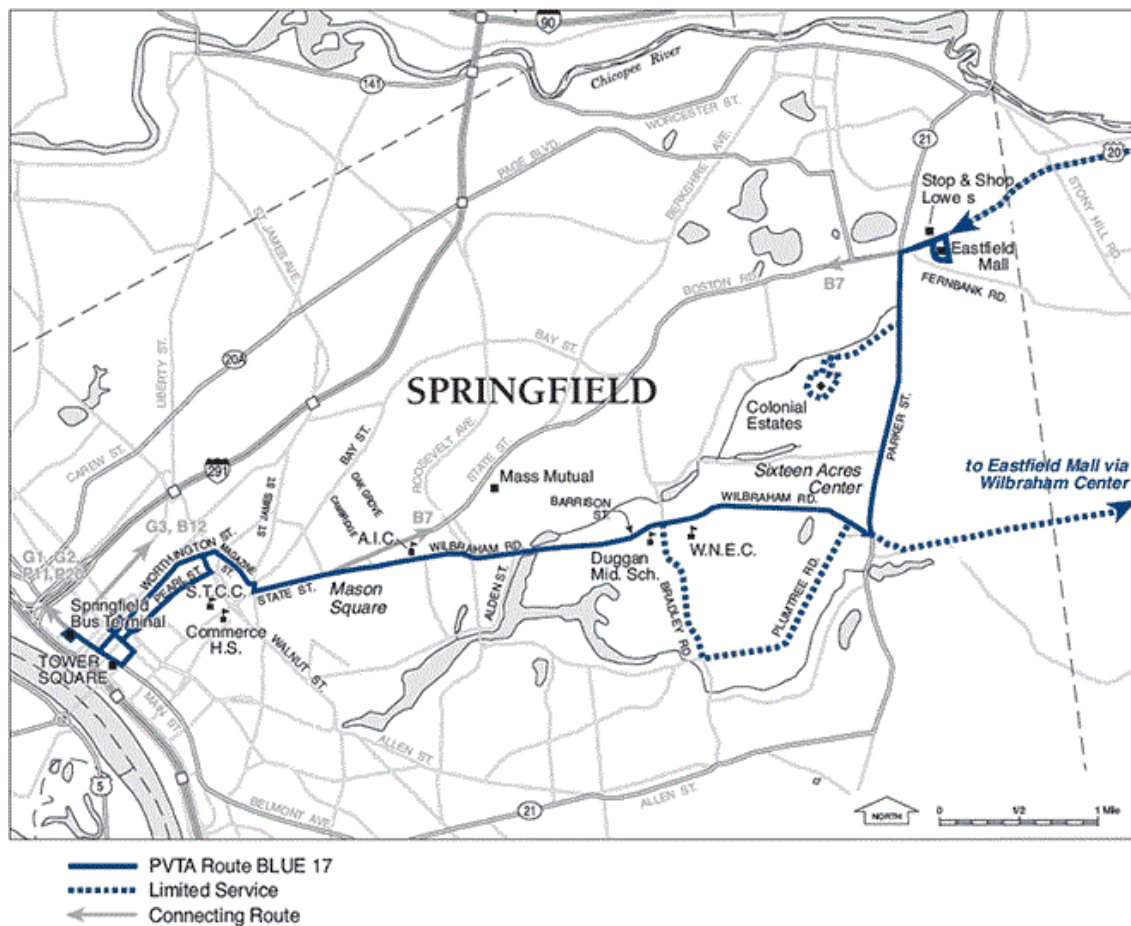 90
Chicopee River
141
WORCESTER ST.
PAGE BLVD.
BERKSHIRE AVE.
21
20
Stop & Shop
Lowe s
STONY HILL RD.
ST. JAMES AVE.
Eastfield
Mall
BOSTON RD.
B7
FERNBANK RD.
LIBERTY ST.
20A
BAY ST.
SPRINGFIELD
Colonial
Estates
PARKER ST.
CAREW ST.
291
BAY ST.
ROOSEVELT AVE.
STATE ST.
OAK GROVE
CAMBRIDGE
Mass Mutual
Sixteen Acres
Center
to Eastfield Mall via
Wilbraham Center
ST. JAMES ST.
BARRISON
ST.
WILBRAHAM RD.
G3, B12
B7
A.I.C.
WORTHINGTON ST.
MAGAZINE
ST.
WILBRAHAM RD.
Duggan
Mid. Sch.
W.N.E.C.
G1, G2,
PEARL ST.
S.T.C.C.
STATE ST.
Mason
Square
ALDEN ST.
BRADLEY RD.
PLUMTREE RD.
Springfield
Bus Terminal
Commerce
H.S.
WALNUT ST.
TOWER
SQUARE
MAIN ST.
ALLEN ST.
5
BELMONT AVE.
21
ALLEN ST.
NORTH
0 1/2 1 Mile
PVTA Route BLUE 17
Limited Service
Connecting Route